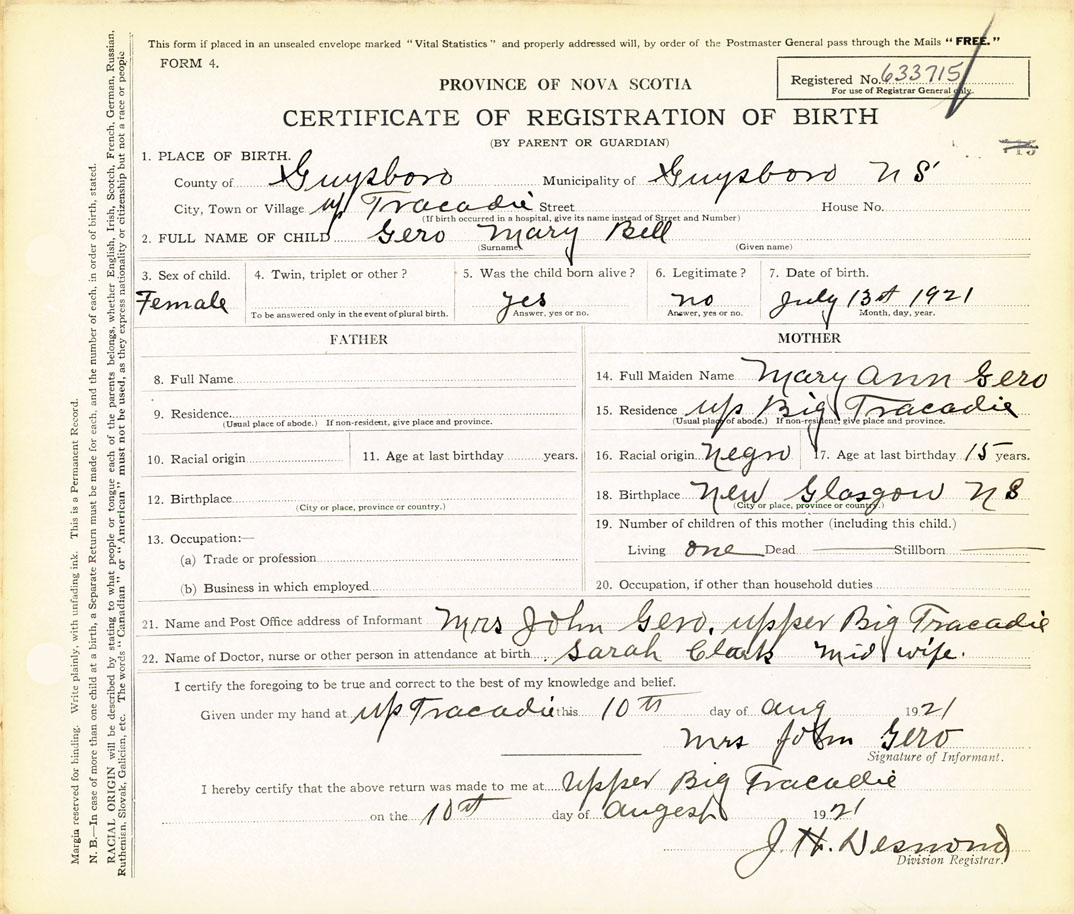 This form if placed in an unsealed envelope marked "Vital Statistics" and properly addressed will, by order of the Postmaster General pass through the Mails "FREE."
FORM 4.
Registered No. 633715
For use of Registrar General only.
PROVINCE OF NOVA SCOTIA
CERTIFICATE OF REGISTRATION OF BIRTH
(BY PARENT OR GUARDIAN)
1. PLACE OF BIRTH.
County of Guysboro Municipality of Guysboro N S
City, Town or Village up Tracadie Street House No.
(If birth occurred in a hospital, give its name instead of Street and Number)
2. FULL NAME OF CHILD Gero Mary Bell
(Surname) (Given name)
3. Sex of child. 4. Twin, triplet or other? 5. Was the child born alive? 6. Legitimate? 7. Date of birth.
Female yes no July 13st 1921
To be answered only in the event of plural birth. Answer, yes or no. Answer, yes or no. Month, day, year.
FATHER
8. Full Name
9. Residence.
(Usual place of abode.) If non-resident, give place and province.
10. Racial origin 11. Age at last birthday years.
12. Birthplace
(City or place, province or country.)
13. Occupation:—
(a) Trade or profession
(b) Business in which employed
MOTHER
14. Full Maiden Name Mary Ann Gero
15. Residence up Big Tracadie
(Usual place of abode.) If non-resident, give place and province.
16. Racial origin Negro 17. Age at last birthday 15 years.
18. Birthplace New Glasgow N S
(City or place, province or country.)
19. Number of children of this mother (including this child.)
Living one Dead Stillborn
20. Occupation, if other than household duties
21. Name and Post Office address of Informant Mrs John Gero, upper Big Tracadie
22. Name of Doctor, nurse or other person in attendance at birth Sarah Clark Mid wife.
I certify the foregoing to be true and correct to the best of my knowledge and belief.
Given under my hand at up Tracadie this 10th day of Aug 1921
Mrs John Gero
Signature of Informant.
I hereby certify that the above return was made to me at Upper Big Tracadie
on the 10th day of Augest 1921
J. H. Desmond
Division Registrar.
Margin reserved for binding. Write plainly, with unfading ink. This is a Permanent Record.
N. B.—In case of more than one child at a birth, a Separate Return must be made for each, and the number of each, in order of birth, stated.
RACIAL ORIGIN will be described by stating to what people or tongue each of the parents belongs, whether English, Irish, Scotch, French, German, Russian,
Ruthenian, Slovak, Galician, etc. The words "Canadian" or "American" must not be used, as they express nationality or citizenship but not a race or people.